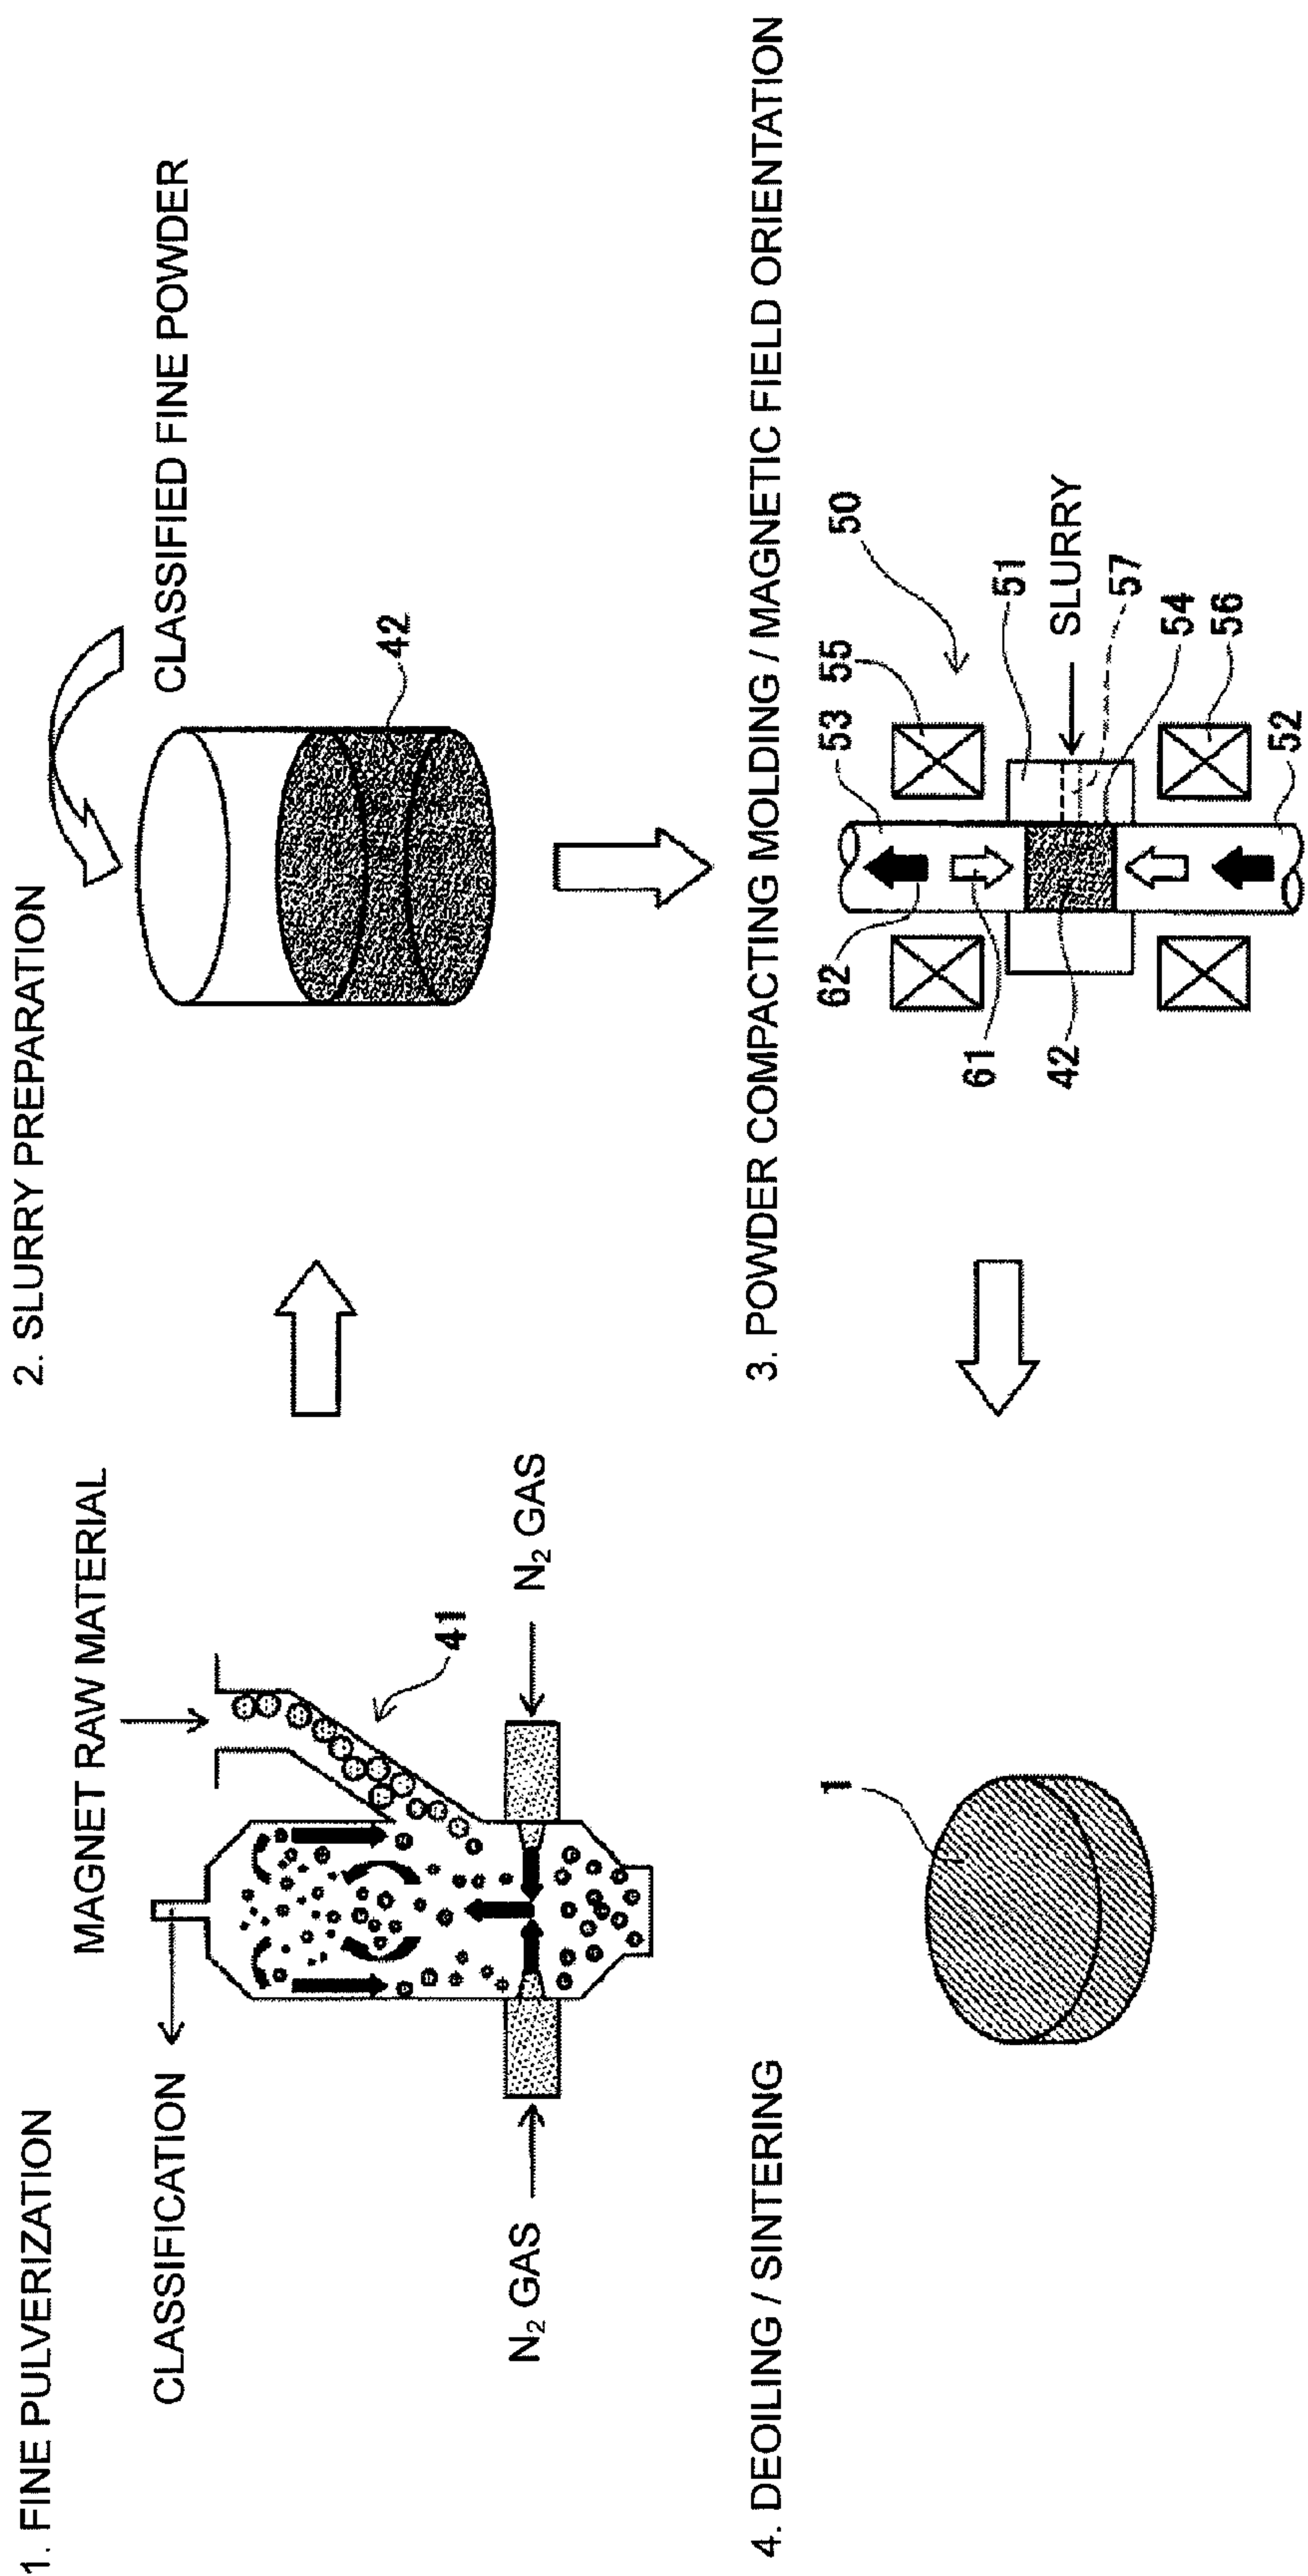 1. FINE PULVERIZATION
MAGNET RAW MATERIAL
CLASSIFICATION
41
N₂ GAS
N₂ GAS
2. SLURRY PREPARATION
CLASSIFIED FINE POWDER
42
3. POWDER COMPACTING MOLDING / MAGNETIC FIELD ORIENTATION
50
53
55
62
51
61
SLURRY
57
42
54
56
52
4. DEOILING / SINTERING
1